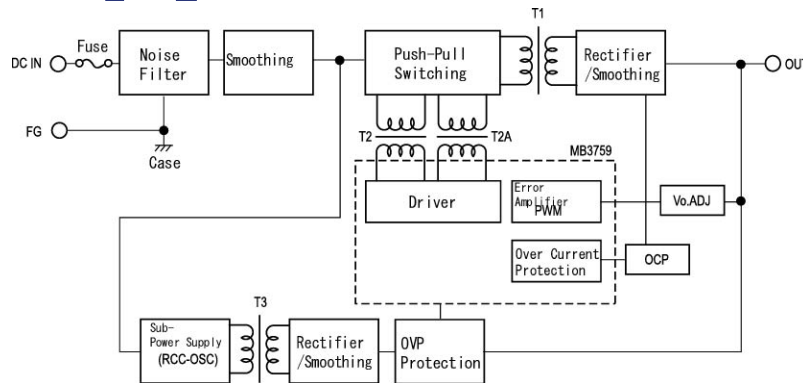 T1
Fuse
DC IN
Noise
Filter
Smoothing
Push-Pull
Switching
Rectifier
/Smoothing
OUT
FG
Case
T2
T2A
MB3759
Driver
Error
Amplifier
PWM
Vo.ADJ
Over Current
Protection
OCP
T3
Sub-
Power Supply
(RCC-OSC)
Rectifier
/Smoothing
OVP
Protection